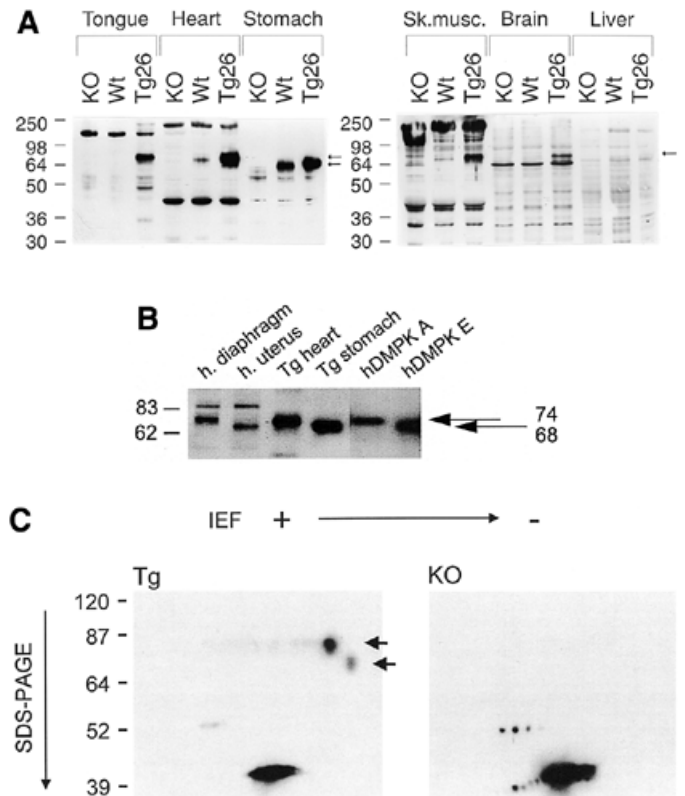 A
Tongue Heart Stomach Sk.musc. Brain Liver
KO Wt Tg26 KO Wt Tg26 KO Wt Tg26 KO Wt Tg26 KO Wt Tg26 KO Wt Tg26
250 250
98 98
64 64
50 50
36 36
30 30
B
h. diaphragm h. uterus Tg heart Tg stomach hDMPK A hDMPK E
83 74
62 68
C
IEF + -
Tg KO
SDS-PAGE
120
87
64
52
39